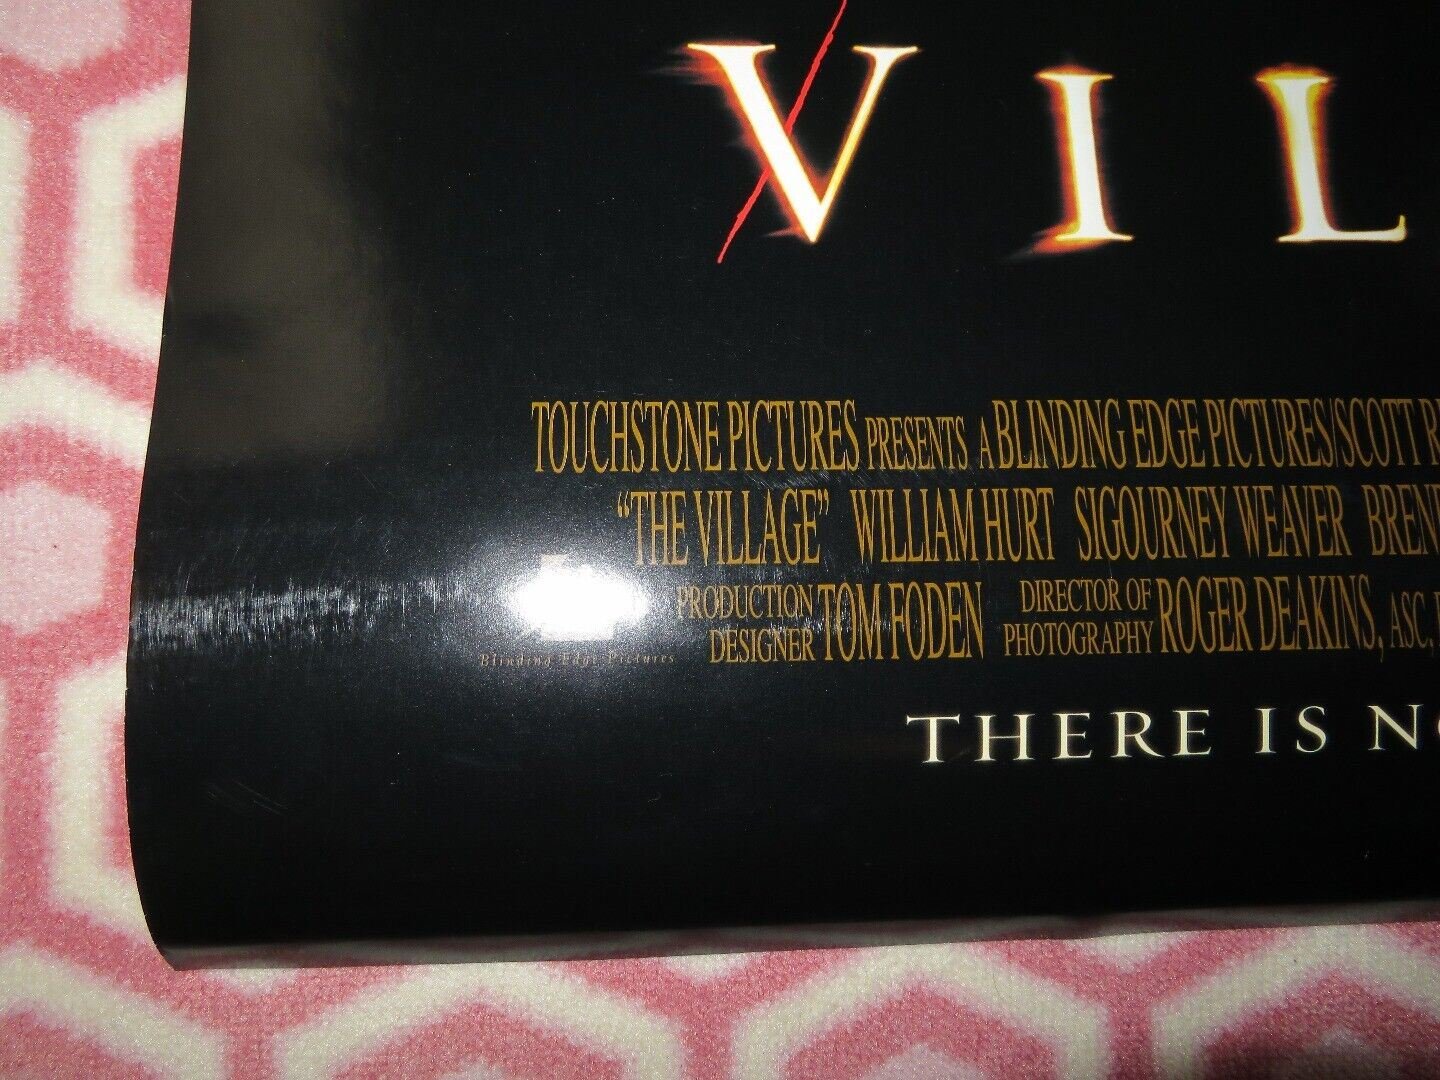 VIL
TOUCHSTONE PICTURES PRESENTS A BLINDING EDGE PICTURES/SCOTT
"THE VILLAGE" WILLIAM HURT SIGOURNEY WEAVER BREN
PRODUCTION DESIGNER TOM FODEN DIRECTOR OF PHOTOGRAPHY ROGER DEAKINS, ASC,
Blinding Edge Pictures
THERE IS